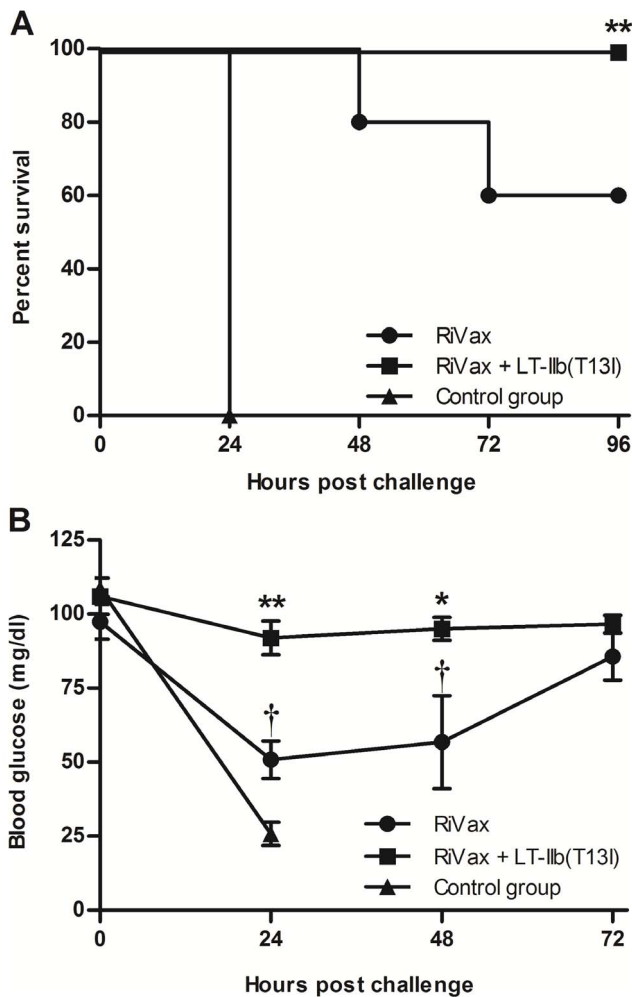 A
**
100
80
60
40
20
0
Percent survival
RiVax
RiVax + LT-IIb(T13I)
Control group
0 24 48 72 96
Hours post challenge
B
125
100
75
50
25
0
Blood glucose (mg/dl)
** *
† †
RiVax
RiVax + LT-IIb(T13I)
Control group
0 24 48 72
Hours post challenge